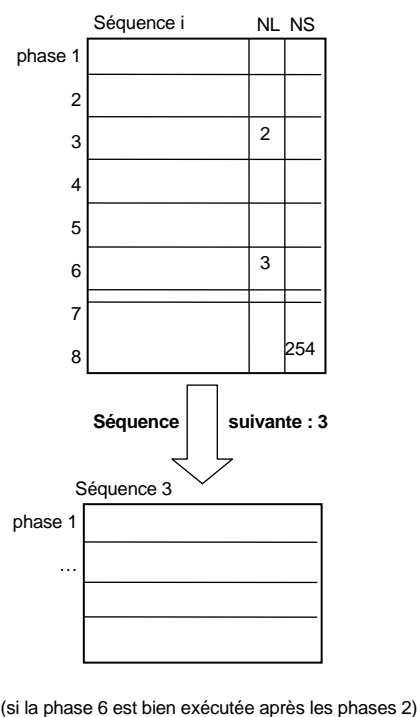 Séquence i NL NS
phase 1
2
3 2
4
5
6 3
7
8 254
Séquence suivante : 3
Séquence 3
phase 1
…
(si la phase 6 est bien exécutée après les phases 2)